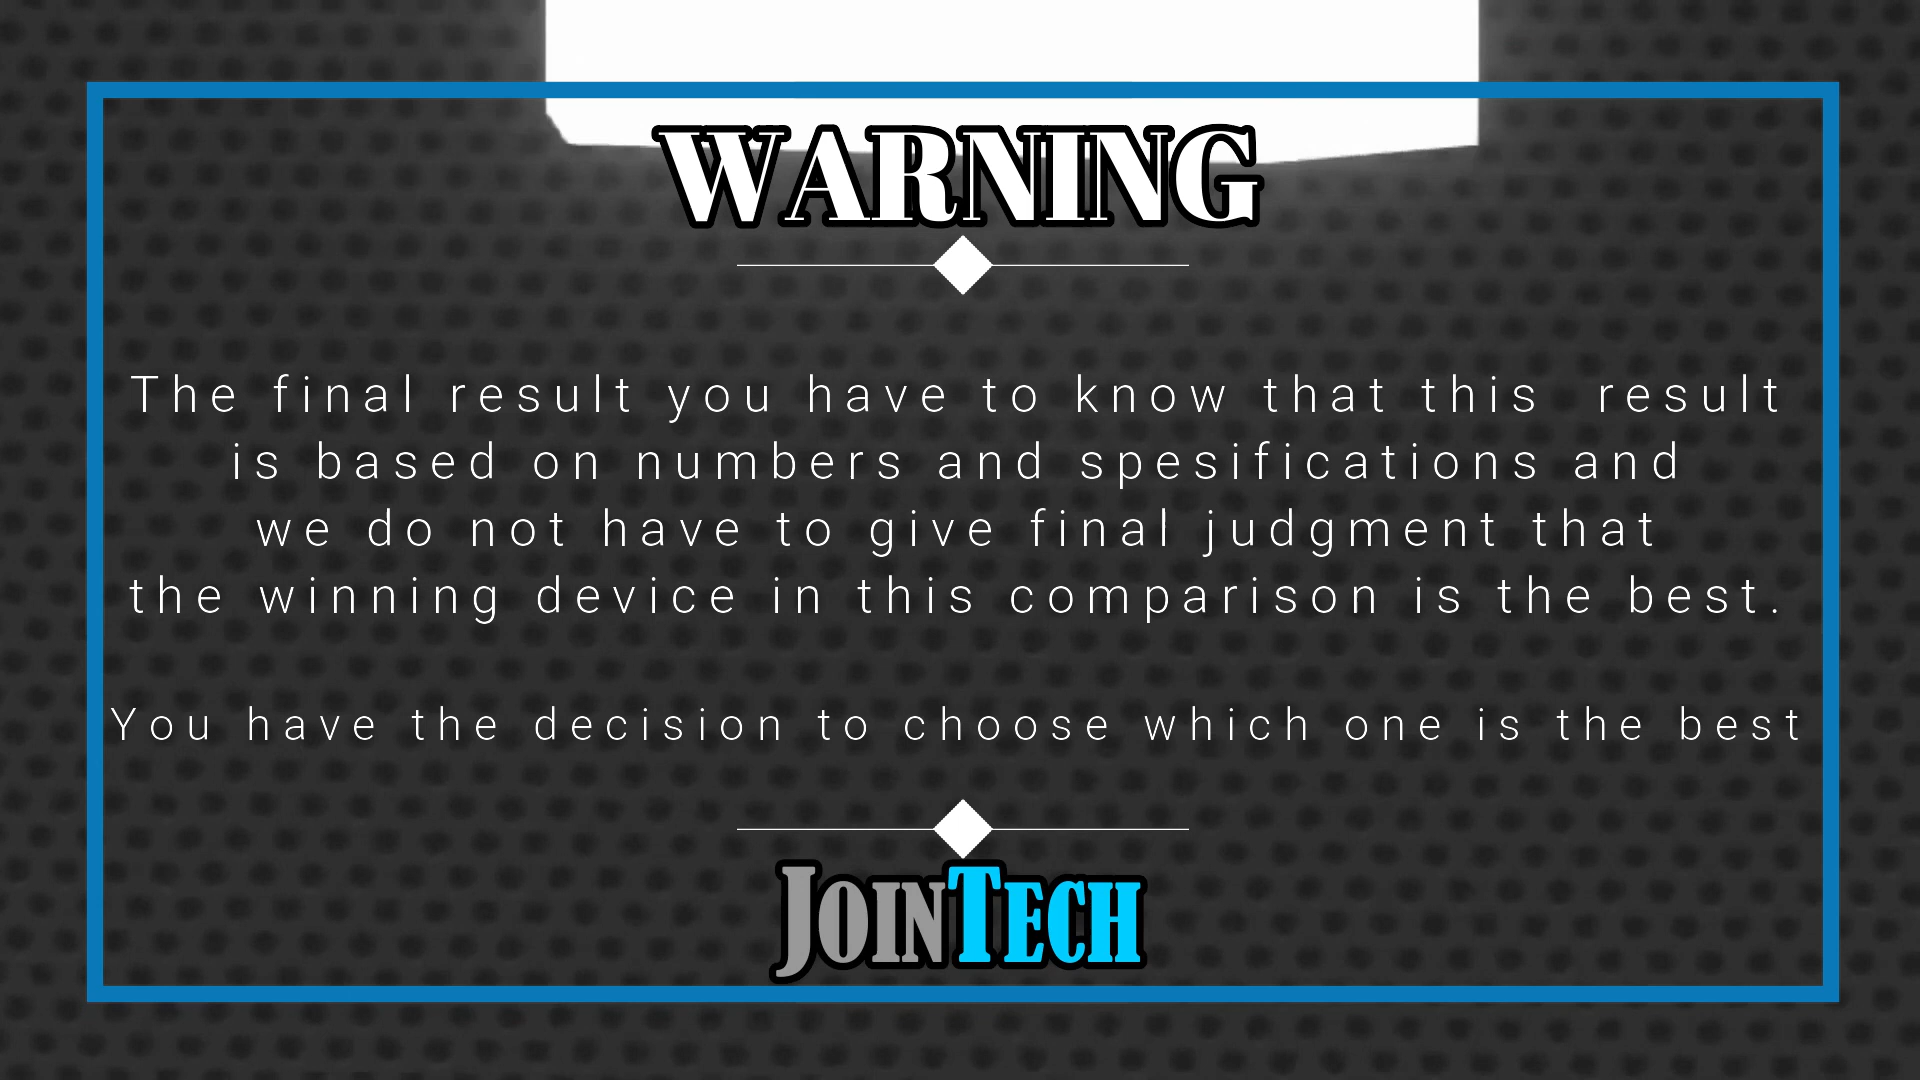 WARNING
The final result you have to know that this result
is based on numbers and spesifications and
we do not have to give final judgment that
the winning device in this comparison is the best.
You have the decision to choose which one is the best
JOINTECH